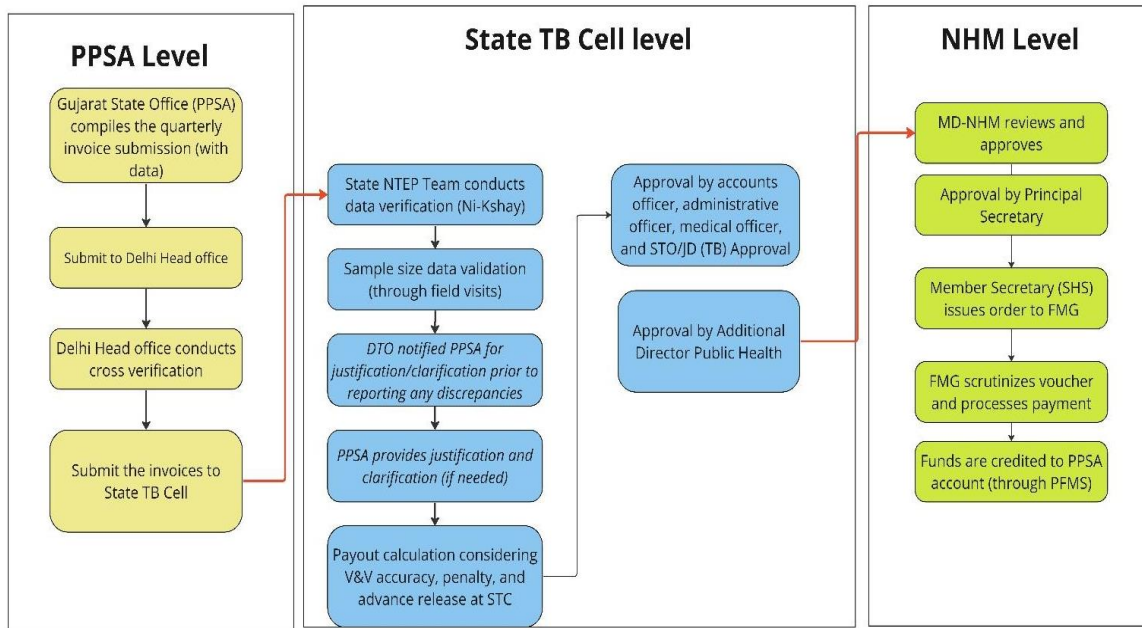 PPSA Level
Gujarat State Office (PPSA)
compiles the quarterly
invoice submission (with
data)
Submit to Delhi Head office
Delhi Head office conducts
cross verification
Submit the invoices to
State TB Cell
State TB Cell level
State NTEP Team conducts
data verification (Ni-Kshay)
Sample size data validation
(through field visits)
DTO notified PPSA for
justification/clarification prior to
reporting any discrepancies
PPSA provides justification and
clarification (if needed)
Payout calculation considering
V&V accuracy, penalty, and
advance release at STC
Approval by accounts
officer, administrative
officer, medical officer,
and STO/JD (TB) Approval
Approval by Additional
Director Public Health
NHM Level
MD-NHM reviews and
approves
Approval by Principal
Secretary
Member Secretary (SHS)
issues order to FMG
FMG scrutinizes voucher
and processes payment
Funds are credited to PPSA
account (through PFMS)